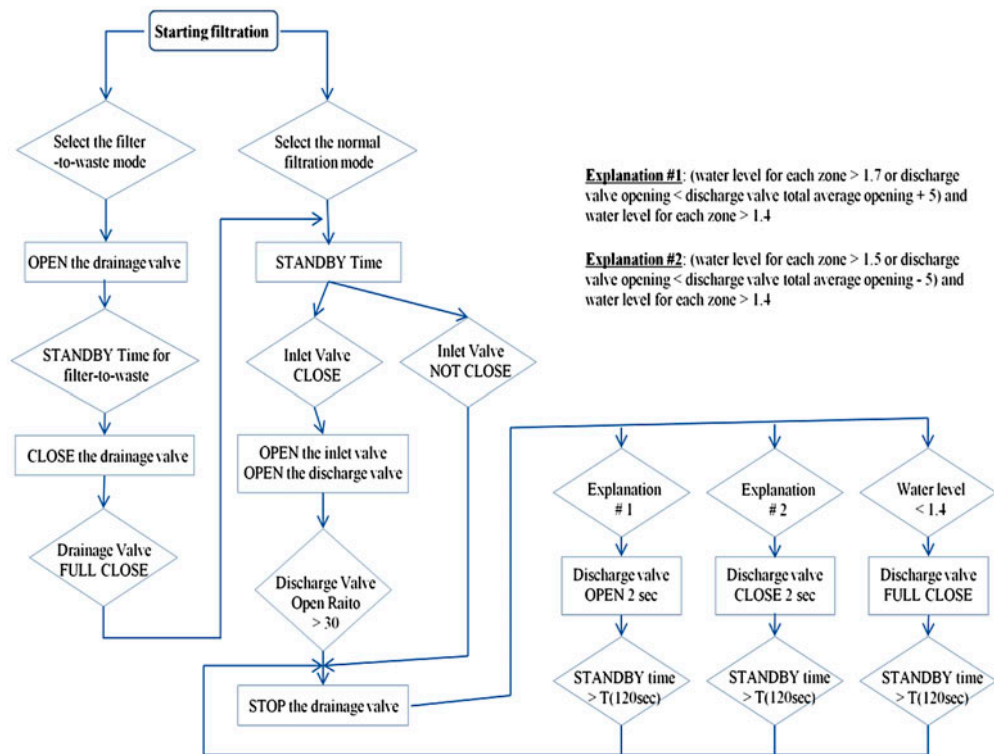 Starting filtration
Select the filter
-to-waste mode
Select the normal
filtration mode
Explanation #1: (water level for each zone > 1.7 or discharge
valve opening < discharge valve total average opening + 5) and
water level for each zone > 1.4
Explanation #2: (water level for each zone > 1.5 or discharge
valve opening < discharge valve total average opening - 5) and
water level for each zone > 1.4
OPEN the drainage valve
STANDBY Time
STANDBY Time for
filter-to-waste
Inlet Valve
CLOSE
Inlet Valve
NOT CLOSE
CLOSE the drainage valve
OPEN the inlet valve
OPEN the discharge valve
Drainage Valve
FULL CLOSE
Discharge Valve
Open Raito
> 30
STOP the drainage valve
Explanation
# 1
Explanation
# 2
Water level
< 1.4
Discharge valve
OPEN 2 sec
Discharge valve
CLOSE 2 sec
Discharge valve
FULL CLOSE
STANDBY time
> T(120sec)
STANDBY time
> T(120sec)
STANDBY time
> T(120sec)